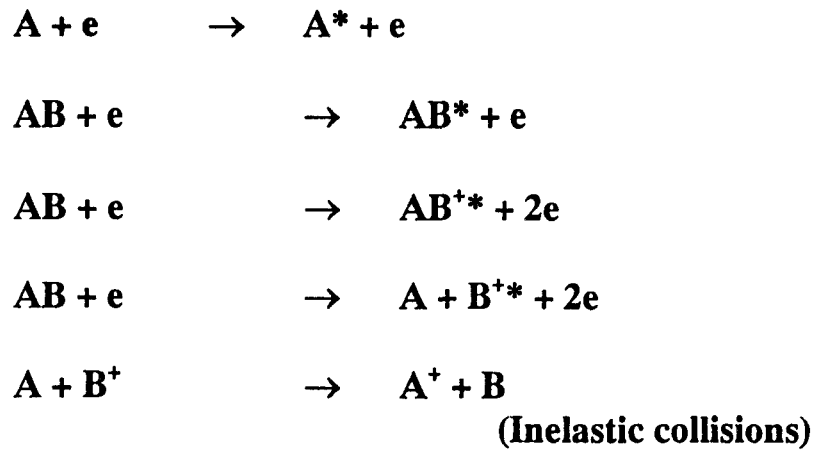 A + e → A* + e
AB + e → AB* + e
AB + e → AB⁺* + 2e
AB + e → A + B⁺* + 2e
A + B⁺ → A⁺ + B
(Inelastic collisions)